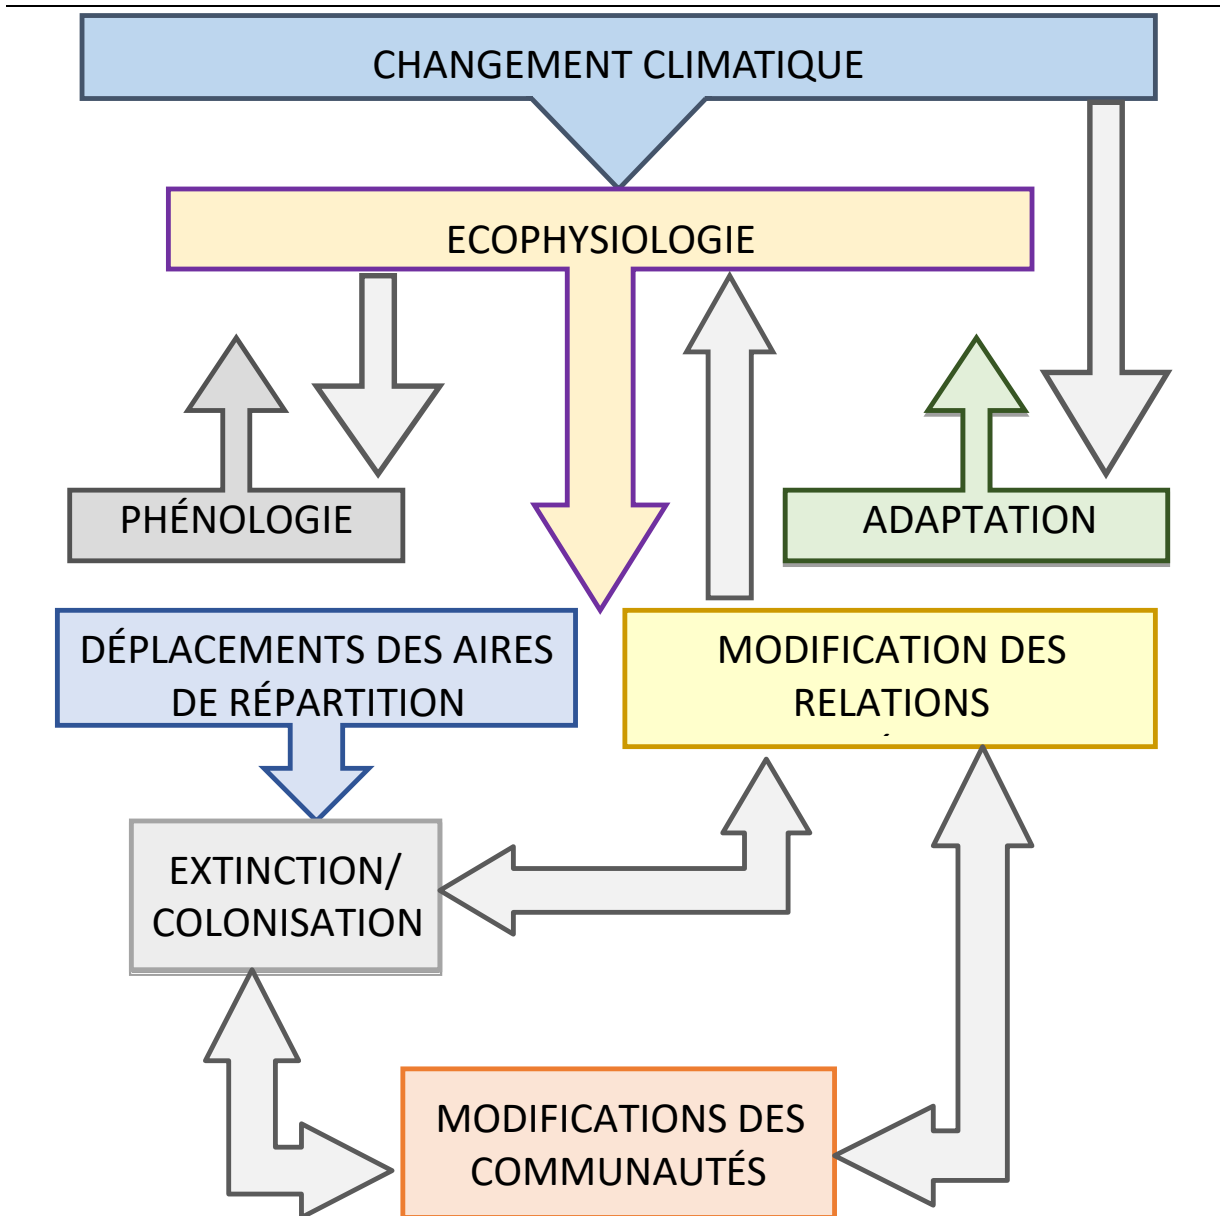 CHANGEMENT CLIMATIQUE
ECOPHYSIOLOGIE
PHÉNOLOGIE
ADAPTATION
DÉPLACEMENTS DES AIRES
DE RÉPARTITION
MODIFICATION DES
RELATIONS
EXTINCTION/
COLONISATION
MODIFICATIONS DES
COMMUNAUTÉS